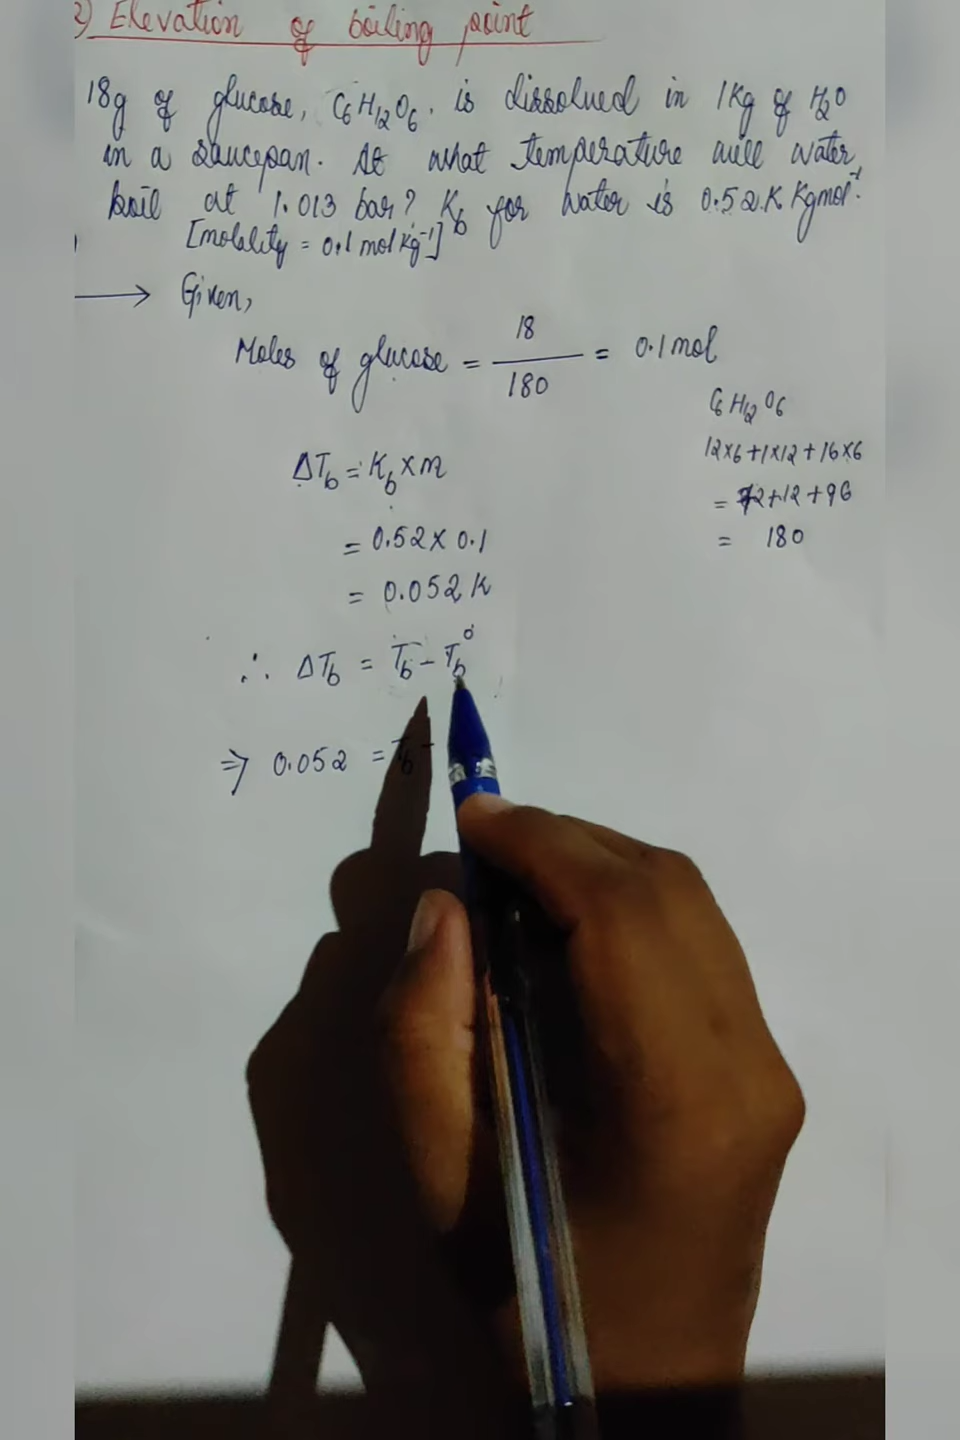 2) Elevation of boiling point
18g of glucose, C6H12O6, is dissolved in 1Kg of H2O
in a saucepan. At what temperature will water
boil at 1.013 bar? Kb for water is 0.52 K Kg mol⁻¹.
[molality = 0.1 mol kg⁻¹]
→ Given,
Moles of glucose = 18/180 = 0.1 mol
C6H12O6
12×6+1×12+16×6
= 72+12+96
= 180
ΔTb = Kb × m
= 0.52 × 0.1
= 0.052 K
∴ ΔTb = Tb - Tb°
⇒ 0.052 = Tb -